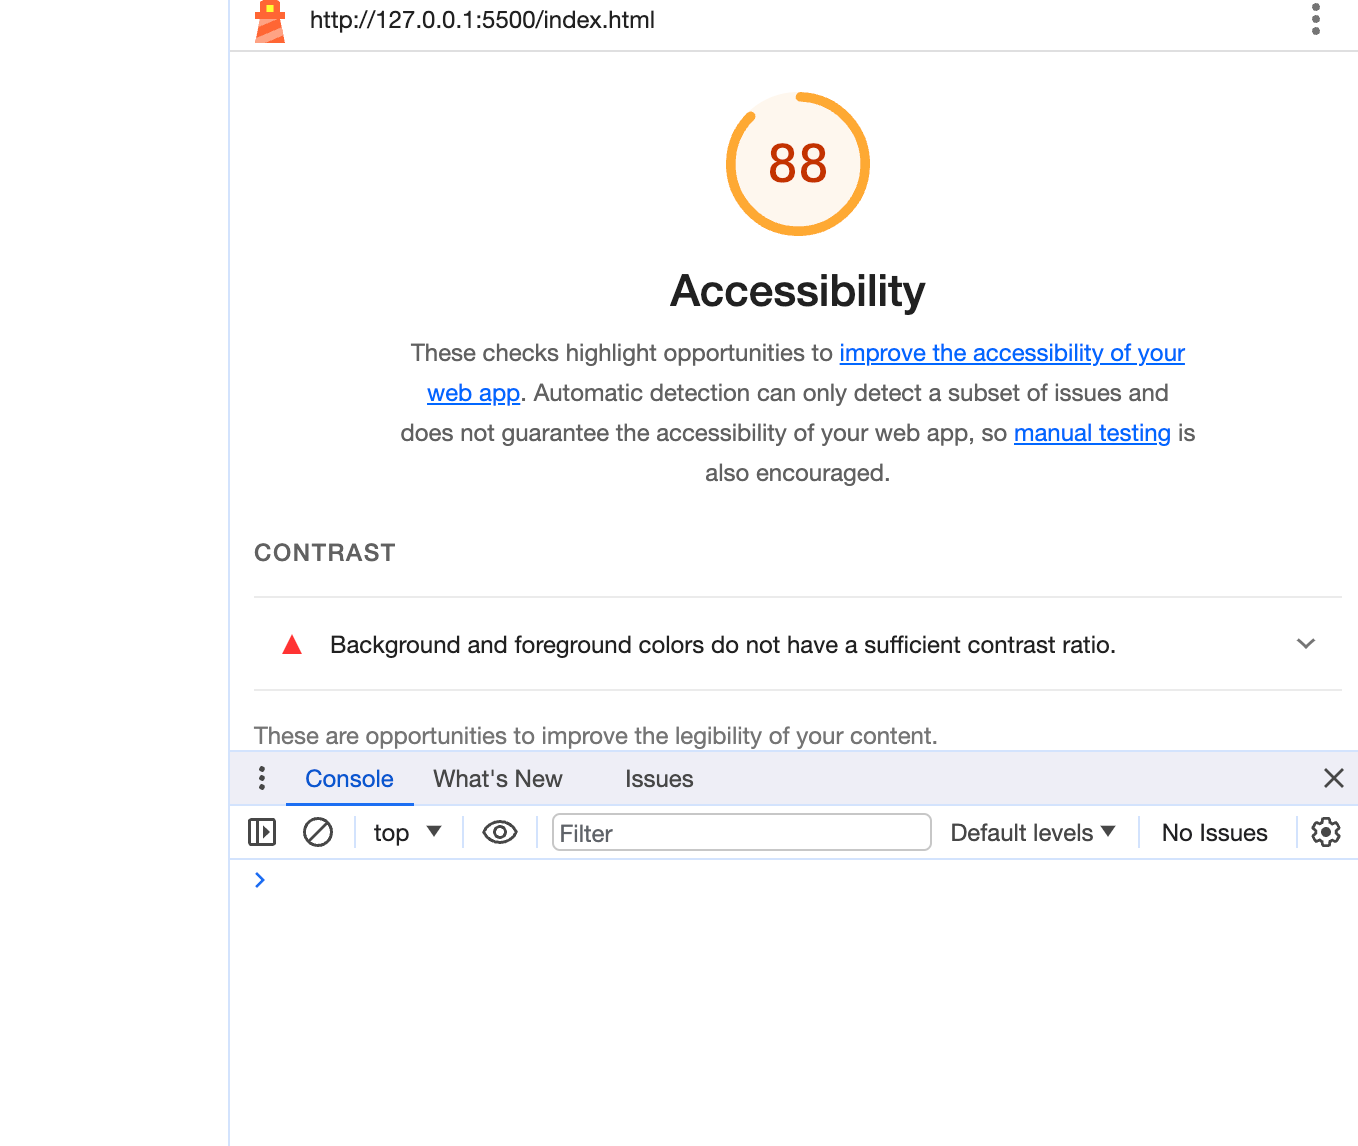 http://127.0.0.1:5500/index.html
88
Accessibility
These checks highlight opportunities to improve the accessibility of your
web app. Automatic detection can only detect a subset of issues and
does not guarantee the accessibility of your web app, so manual testing is
also encouraged.
CONTRAST
Background and foreground colors do not have a sufficient contrast ratio.
These are opportunities to improve the legibility of your content.
Console What's New Issues
top Filter Default levels No Issues